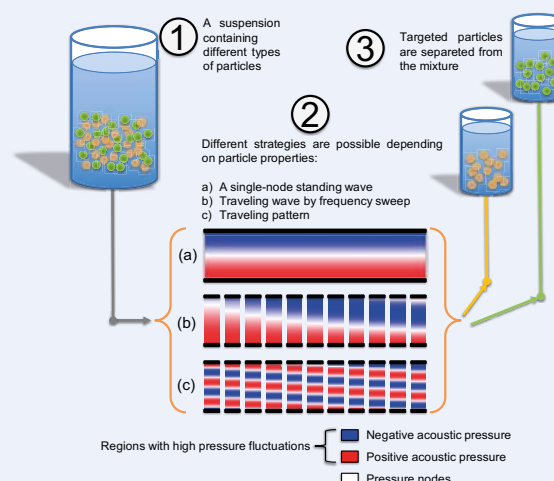 1
A suspension
containing
different types
of particles
3
Targeted particles
are separeted from
the mixture
2
Different strategies are possible depending
on particle properties:
a) A single-node standing wave
b) Traveling wave by frequency sweep
c) Traveling pattern
(a)
(b)
(c)
Regions with high pressure fluctuations
Negative acoustic pressure
Positive acoustic pressure
Pressure nodes